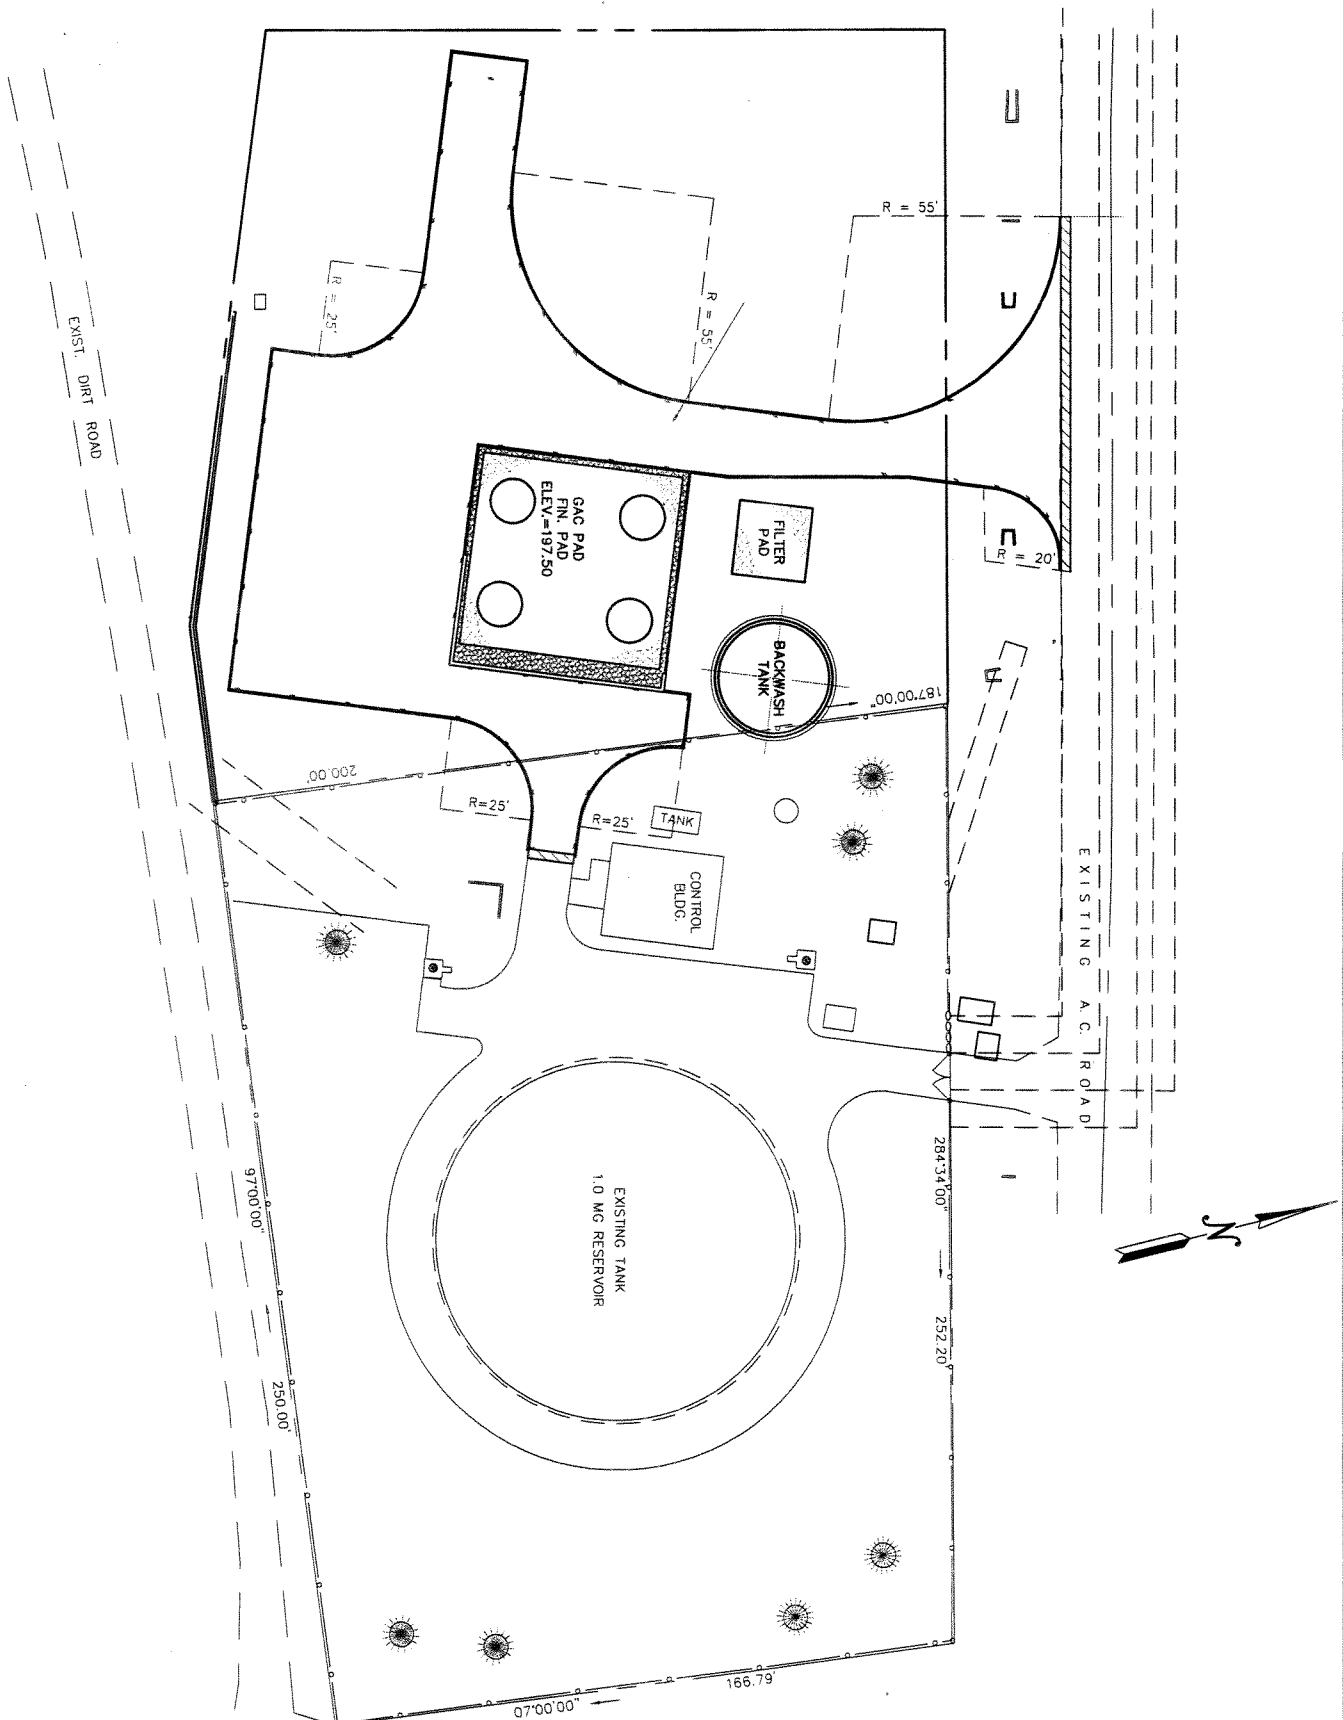 R = 55'
R = 25'
R = 55'
EXIST. DIRT ROAD
GAC PAD
FIN. PAD
ELEV.=197.50
FILTER
PAD
R = 20'
BACKWASH
TANK
187°00'00"
200.00'
R=25'
R=25'
TANK
CONTROL
BLDG.
EXISTING A.C. ROAD
EXISTING TANK
1.0 MG RESERVOIR
284°34'00"
252.20'
N
97°00'00"
250.00'
166.79'
07°00'00"